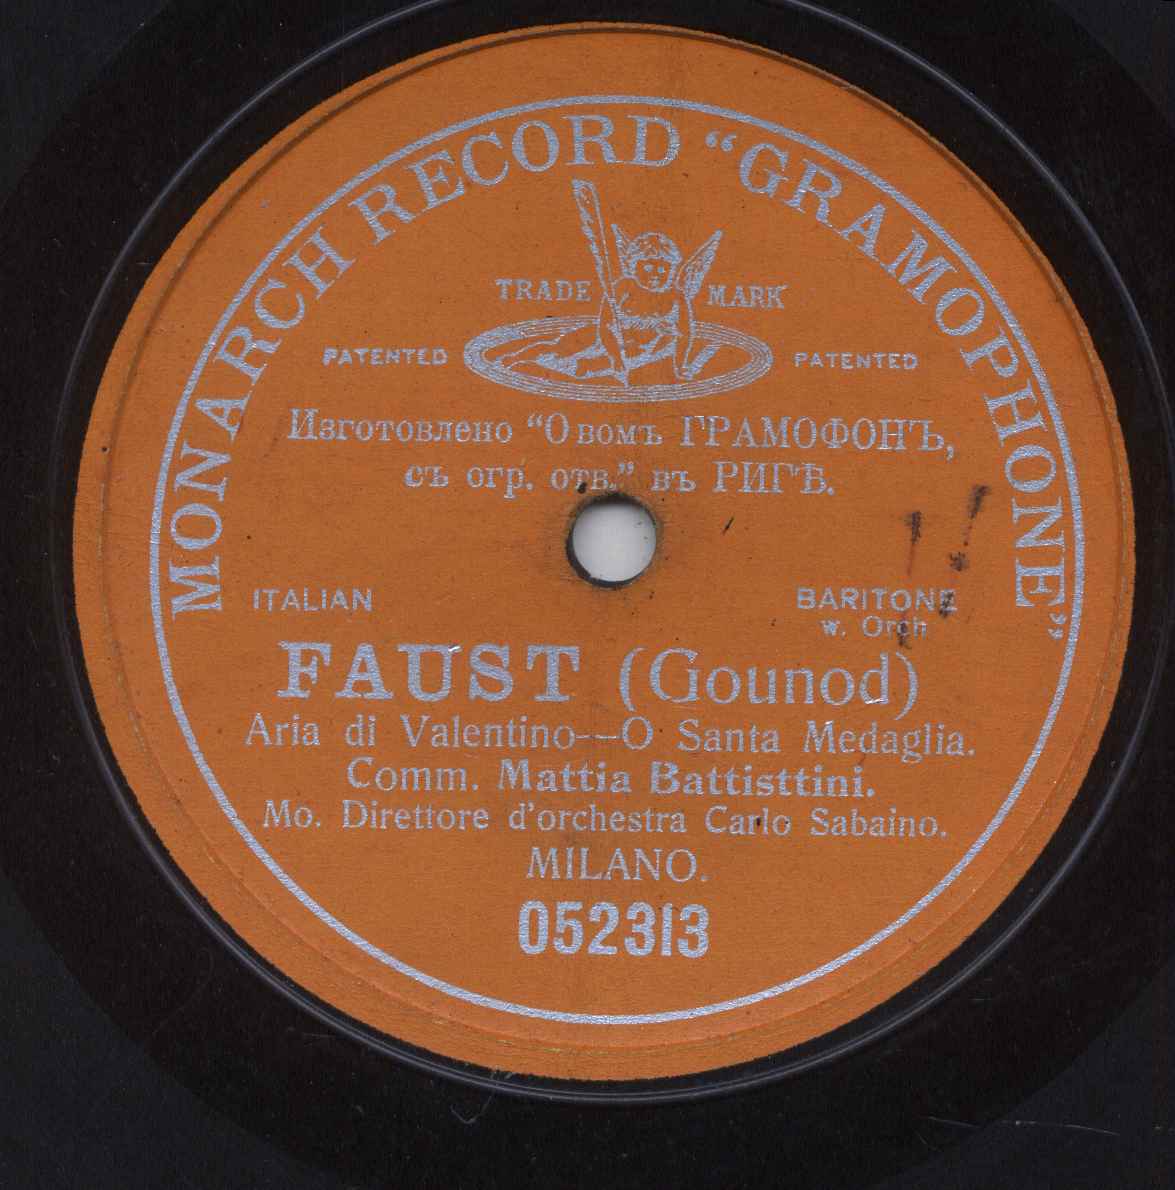 MONARCH RECORD “GRAMOPHONE”
TRADE MARK
PATENTED PATENTED
Изготовлено “Овомъ ГРАМОФОНЪ,
съ огр. отв.” въ РИГѢ.
ITALIAN BARITONE
w. Orch
FAUST (Gounod)
Aria di Valentino—O Santa Medaglia.
Comm. Mattia Battisttini.
Mo. Direttore d'orchestra Carlo Sabaino.
MILANO.
052313